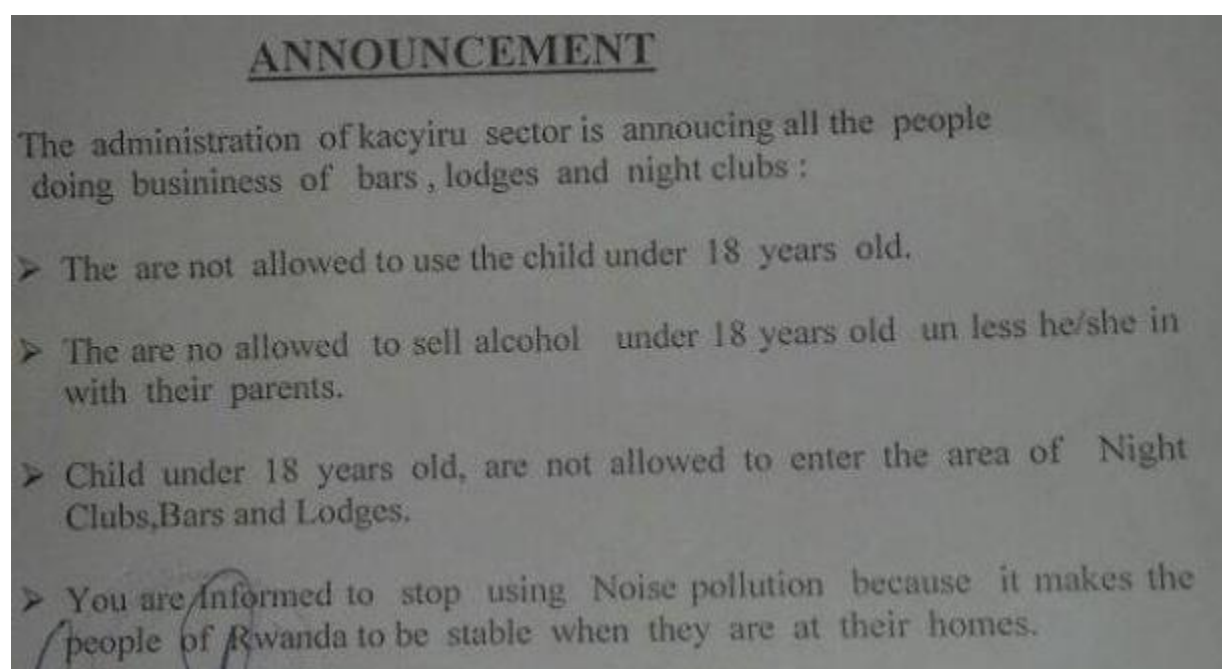 ANNOUNCEMENT
The administration of kacyiru sector is annoucing all the people
doing busininess of bars , lodges and night clubs :
➢ The are not allowed to use the child under 18 years old.
➢ The are no allowed to sell alcohol under 18 years old un less he/she in
with their parents.
➢ Child under 18 years old, are not allowed to enter the area of Night
Clubs,Bars and Lodges.
➢ You are Informed to stop using Noise pollution because it makes the
people of Rwanda to be stable when they are at their homes.